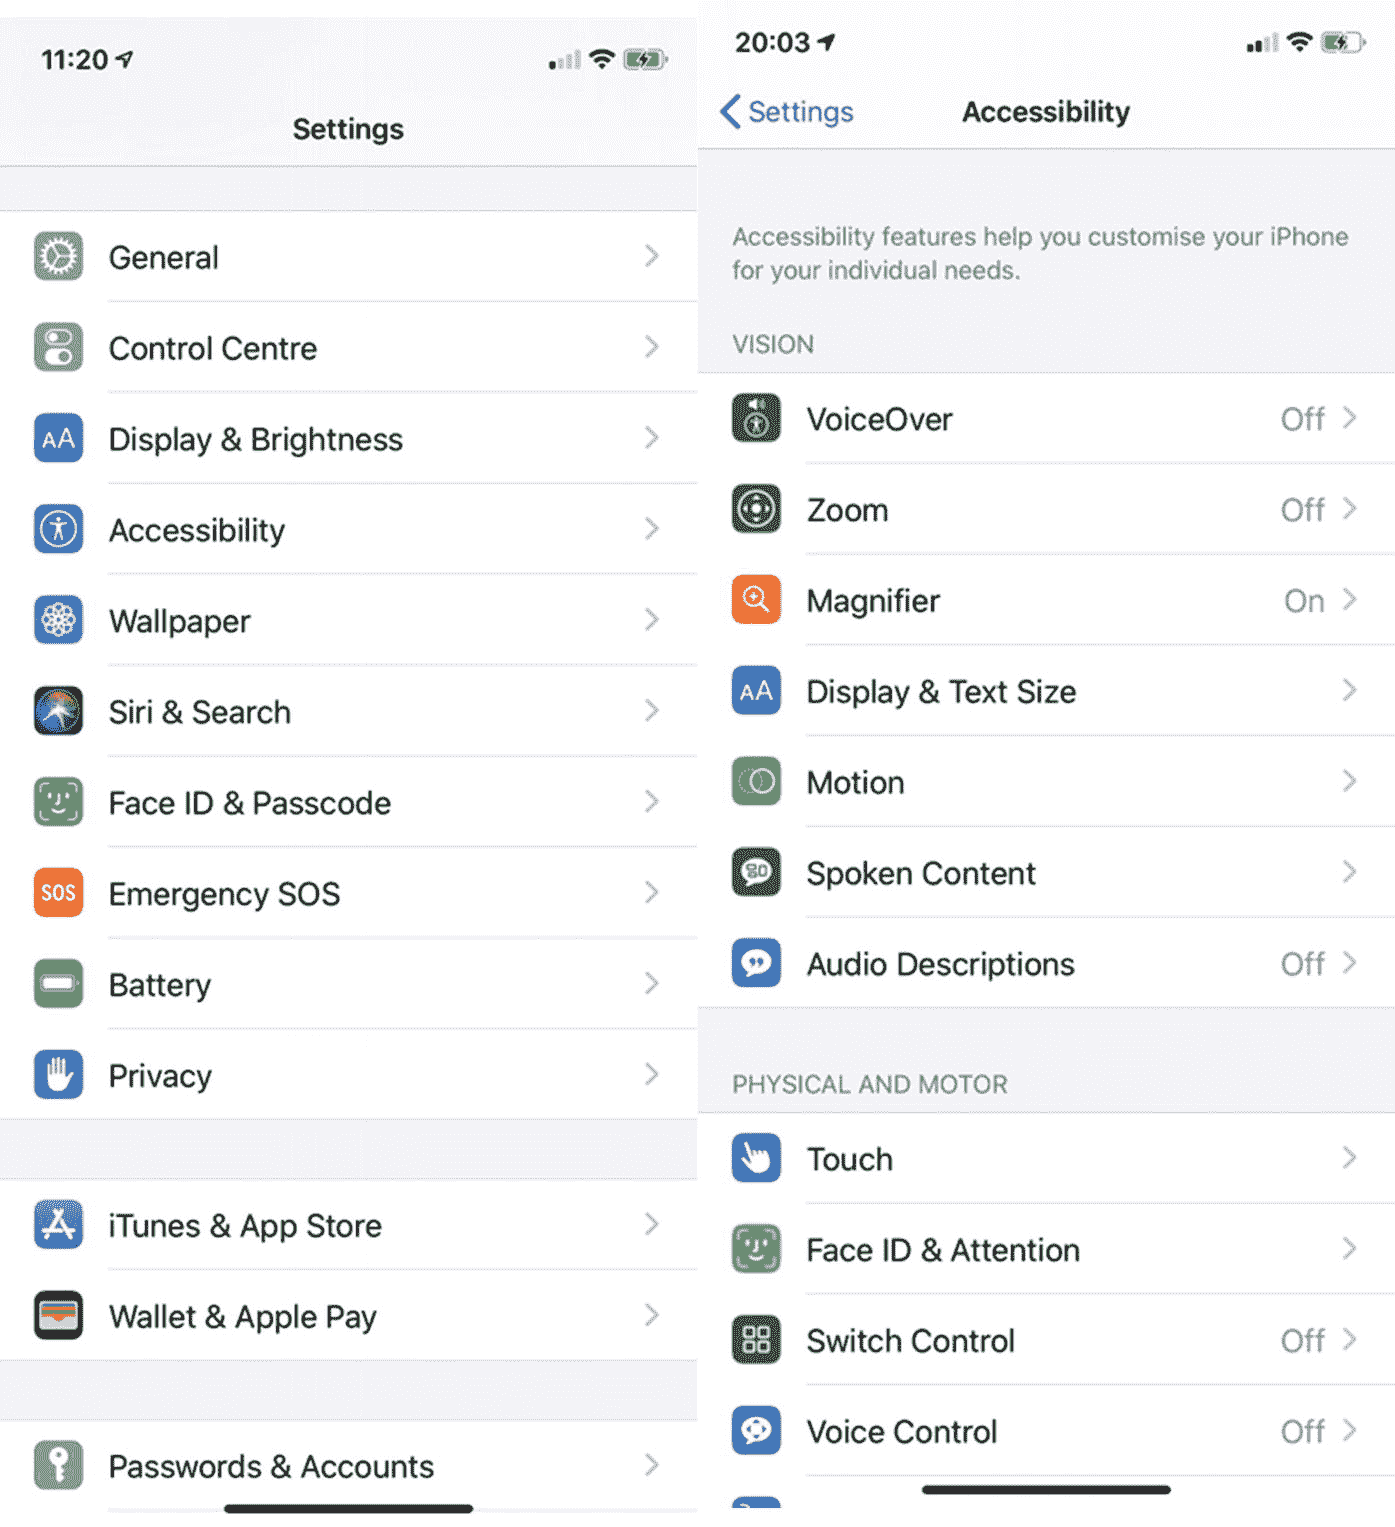 11:20
Settings
General
Control Centre
AA Display & Brightness
Accessibility
Wallpaper
Siri & Search
Face ID & Passcode
SOS Emergency SOS
Battery
Privacy
iTunes & App Store
Wallet & Apple Pay
Passwords & Accounts
20:03
Settings Accessibility
Accessibility features help you customise your iPhone
for your individual needs.
VISION
VoiceOver Off
Zoom Off
Magnifier On
AA Display & Text Size
Motion
Spoken Content
Audio Descriptions Off
PHYSICAL AND MOTOR
Touch
Face ID & Attention
Switch Control Off
Voice Control Off